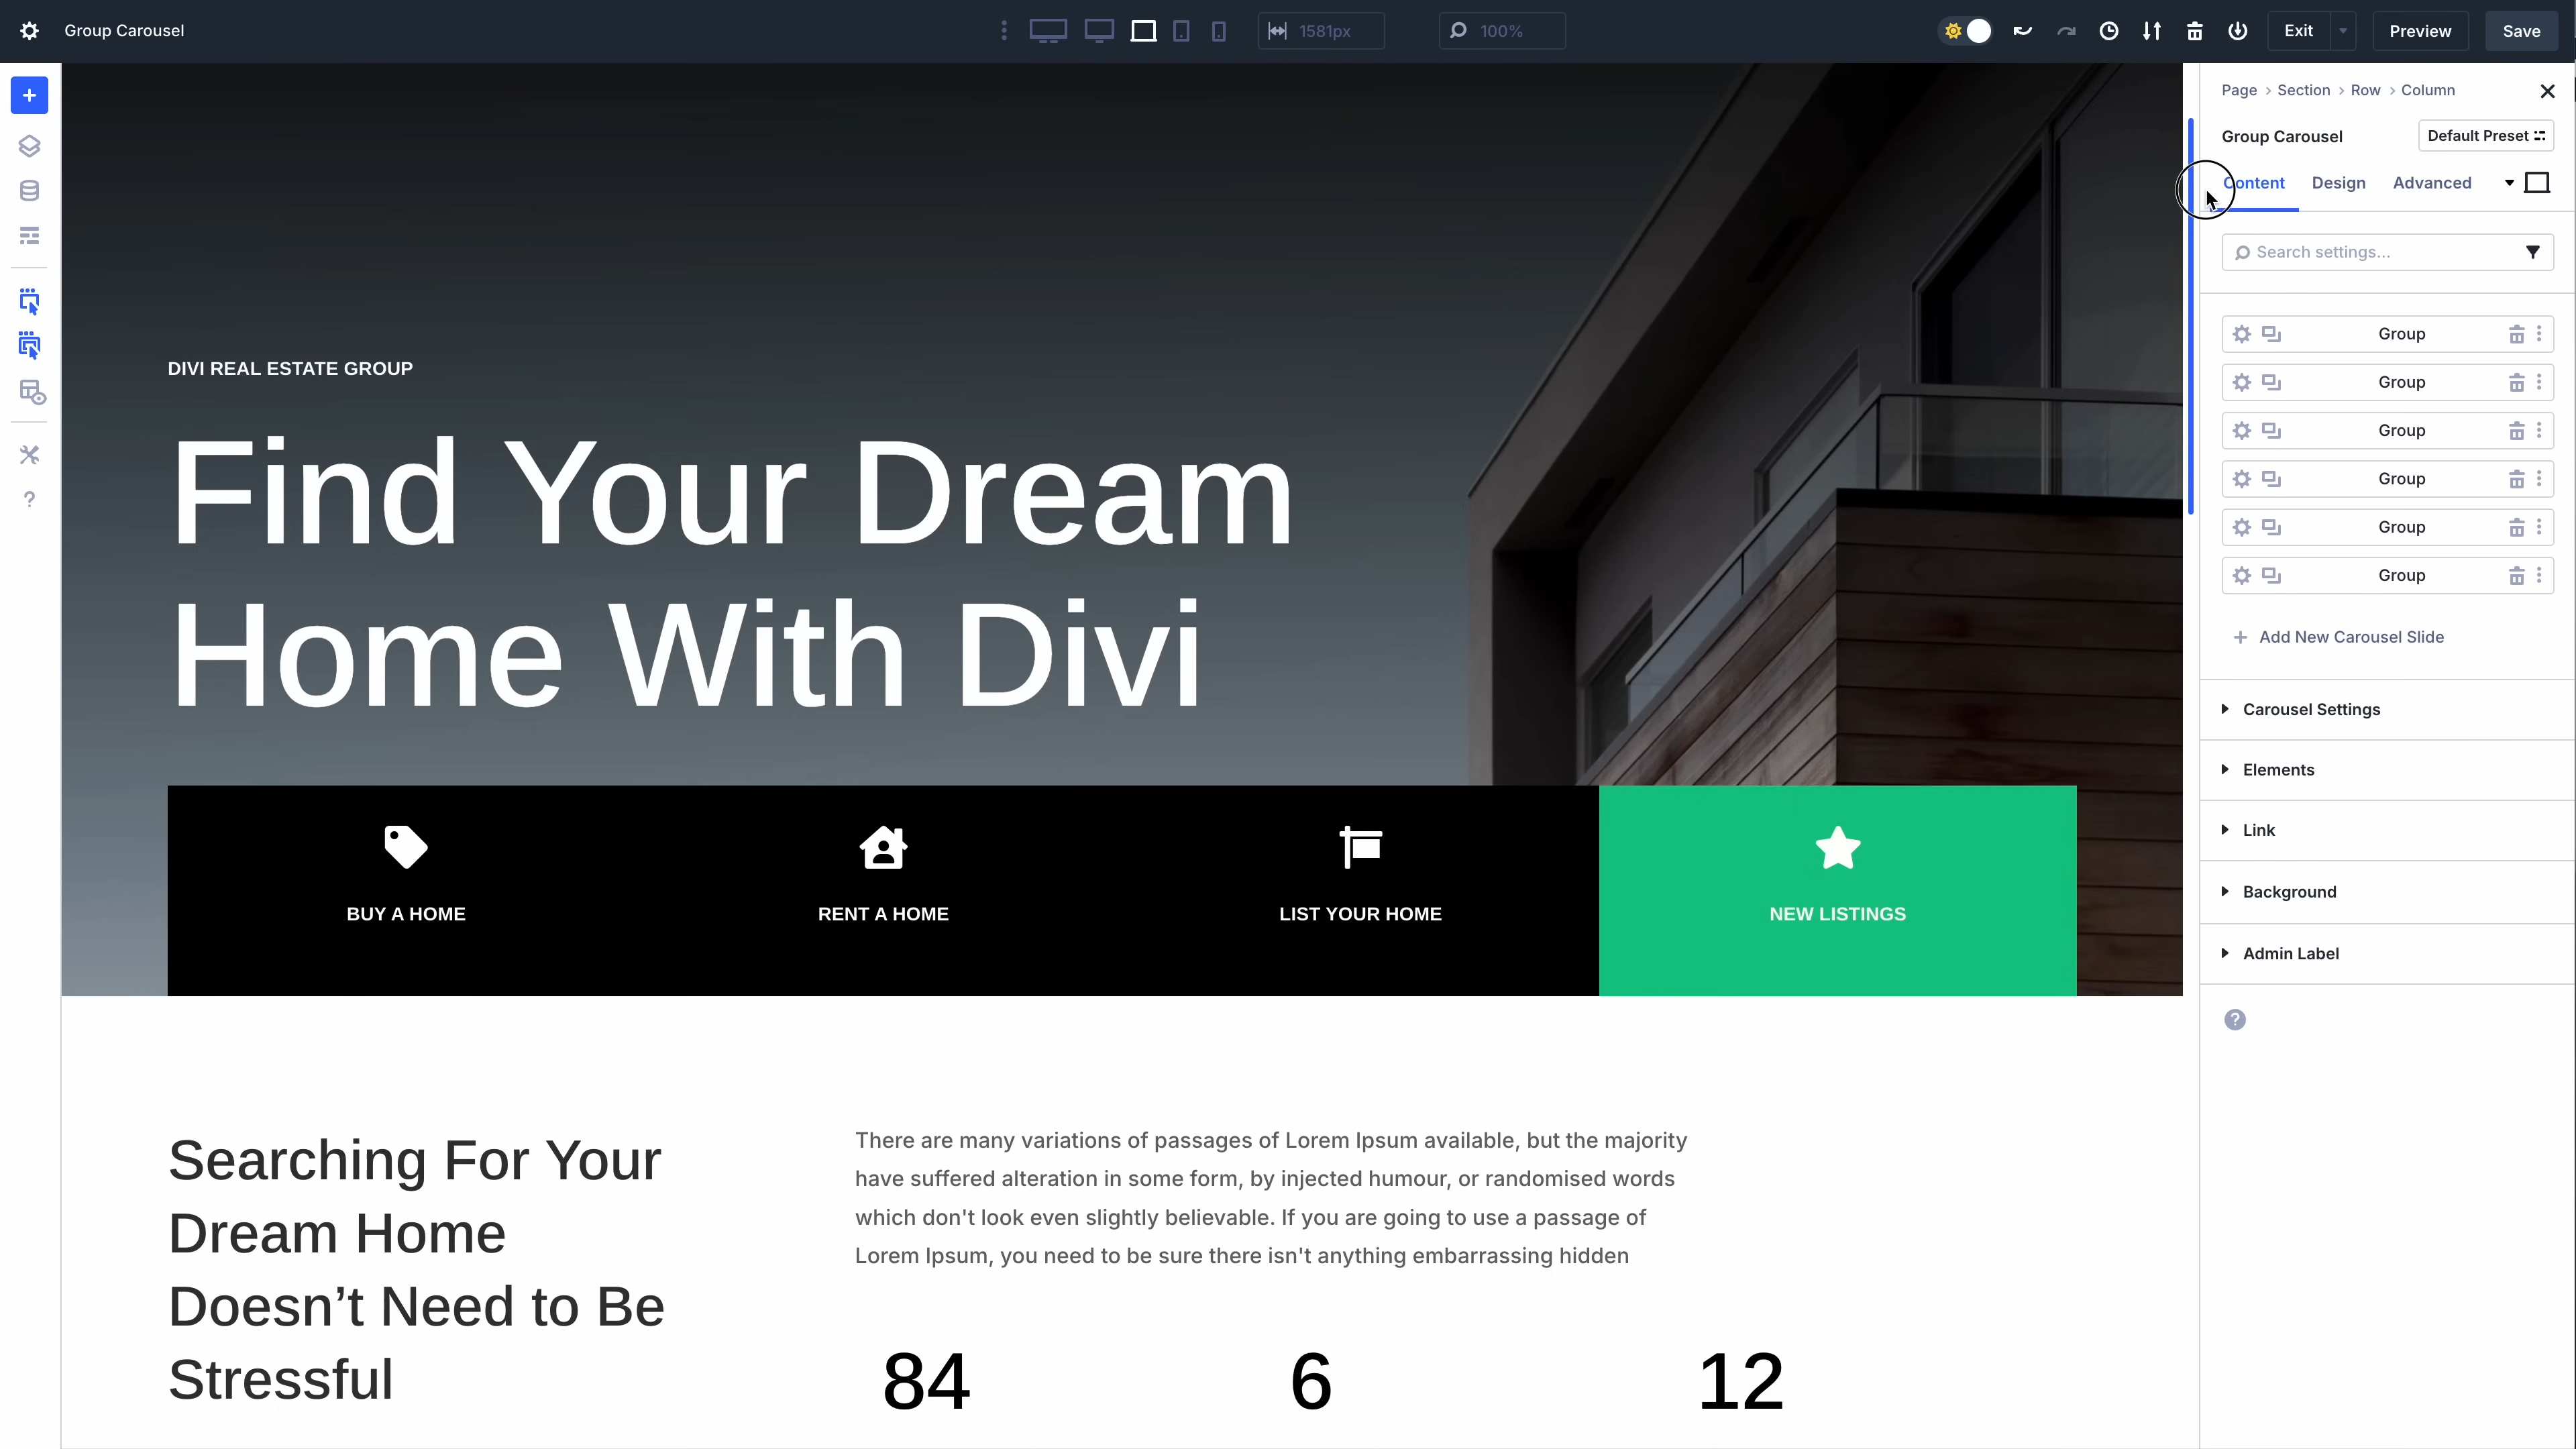 Group Carousel
1581px
100%
Exit
Preview
Save
Page > Section > Row > Column
Group Carousel
Default Preset
Content
Design
Advanced
Search settings...
Group
Group
Group
Group
Group
Group
+ Add New Carousel Slide
Carousel Settings
Elements
Link
Background
Admin Label
?
?
DIVI REAL ESTATE GROUP
Find Your Dream
Home With Divi
BUY A HOME
RENT A HOME
LIST YOUR HOME
NEW LISTINGS
Searching For Your
Dream Home
Doesn’t Need to Be
Stressful
There are many variations of passages of Lorem Ipsum available, but the majority
have suffered alteration in some form, by injected humour, or randomised words
which don't look even slightly believable. If you are going to use a passage of
Lorem Ipsum, you need to be sure there isn't anything embarrassing hidden
84
6
12